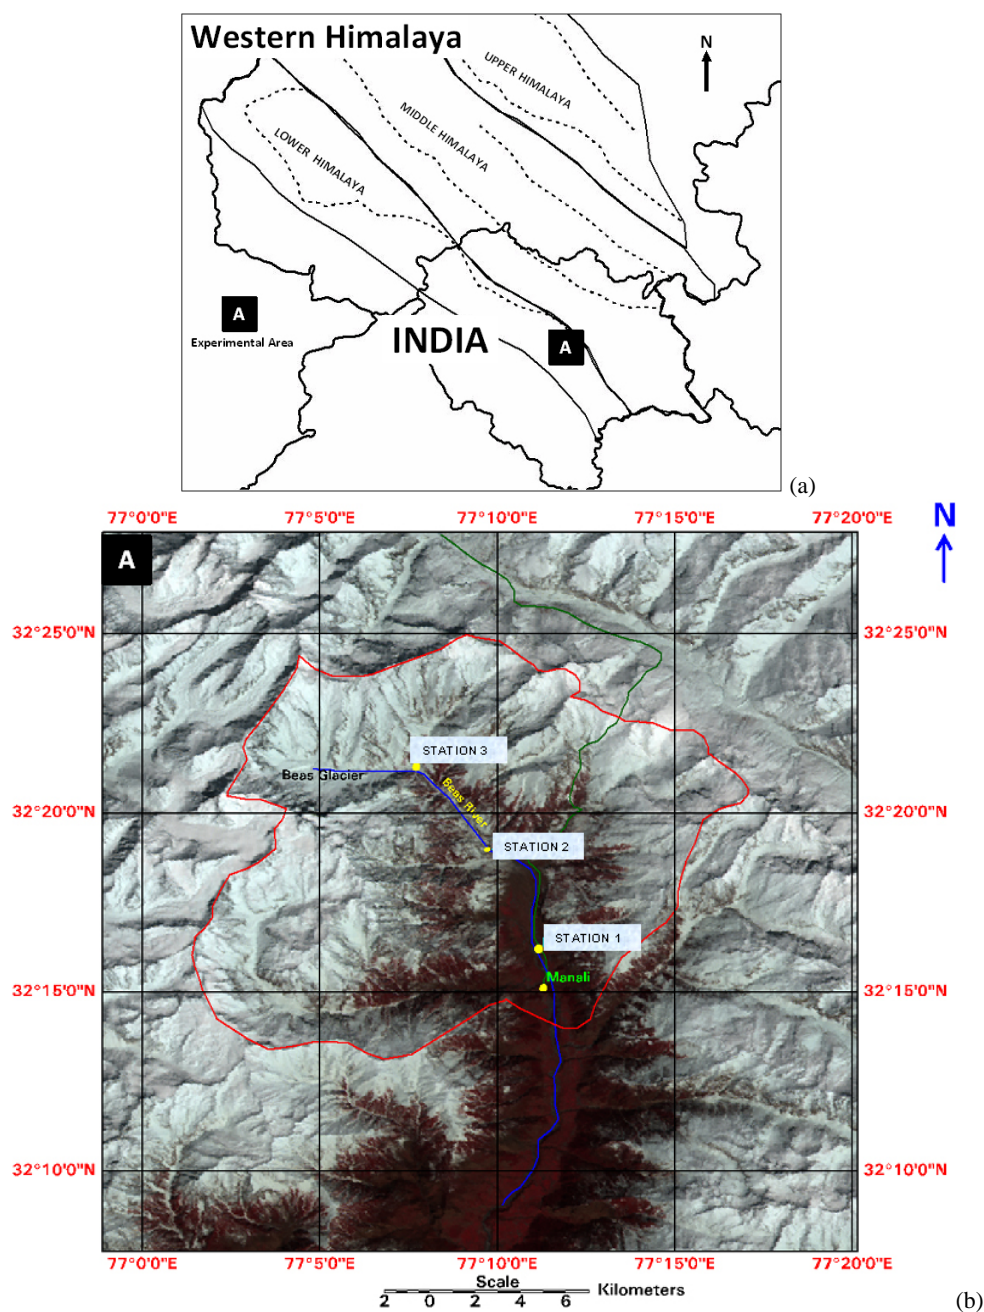 Western Himalaya
N
UPPER HIMALAYA
MIDDLE HIMALAYA
LOWER HIMALAYA
A
Experimental Area
INDIA
A
(a)
77°0'0"E 77°5'0"E 77°10'0"E 77°15'0"E 77°20'0"E
N
A
32°25'0"N 32°25'0"N
STATION 3
Beas Glacier
Beas River
32°20'0"N 32°20'0"N
STATION 2
STATION 1
Manali
32°15'0"N 32°15'0"N
32°10'0"N 32°10'0"N
77°0'0"E 77°5'0"E 77°10'0"E 77°15'0"E 77°20'0"E
Scale
Kilometers
2 0 2 4 6
(b)